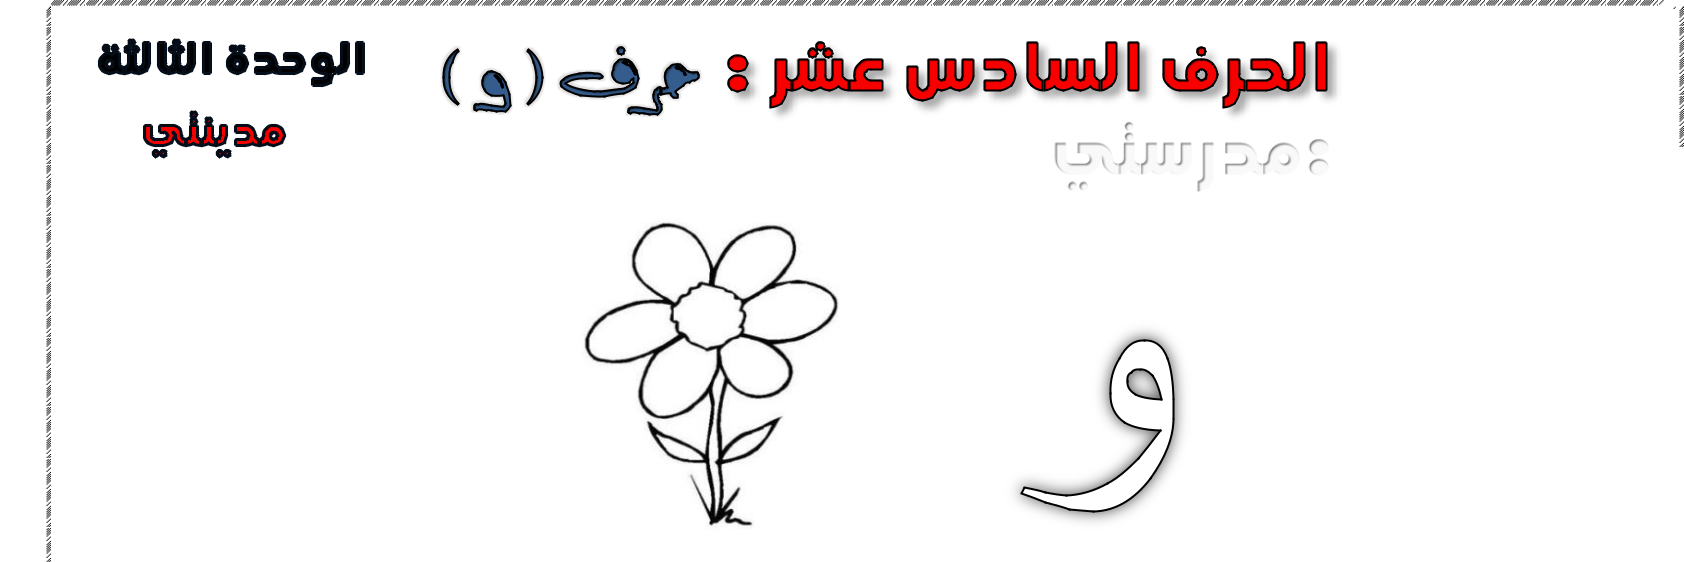 الحرف السادس عشر : حرف ( و )
الوحدة الثالثة
مدينتي
:مدرستي
و